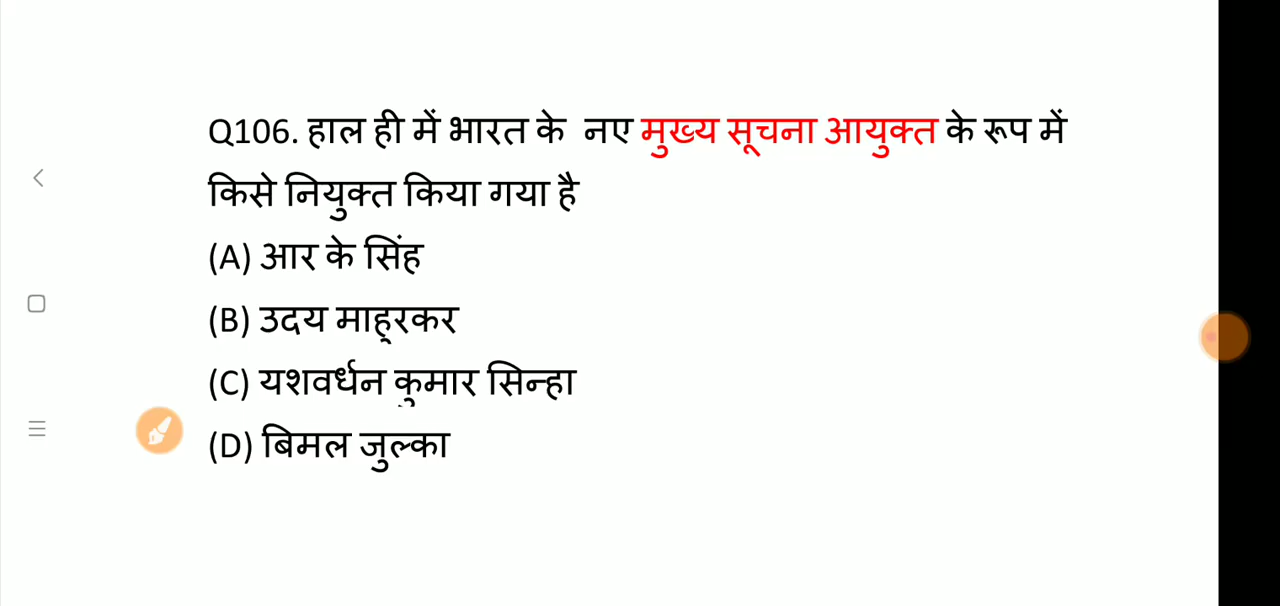 Q106. हाल ही में भारत के नए मुख्य सूचना आयुक्त के रूप में
किसे नियुक्त किया गया है
(A) आर के सिंह
(B) उदय माहूरकर
(C) यशवर्धन कुमार सिन्हा
(D) बिमल जुल्का